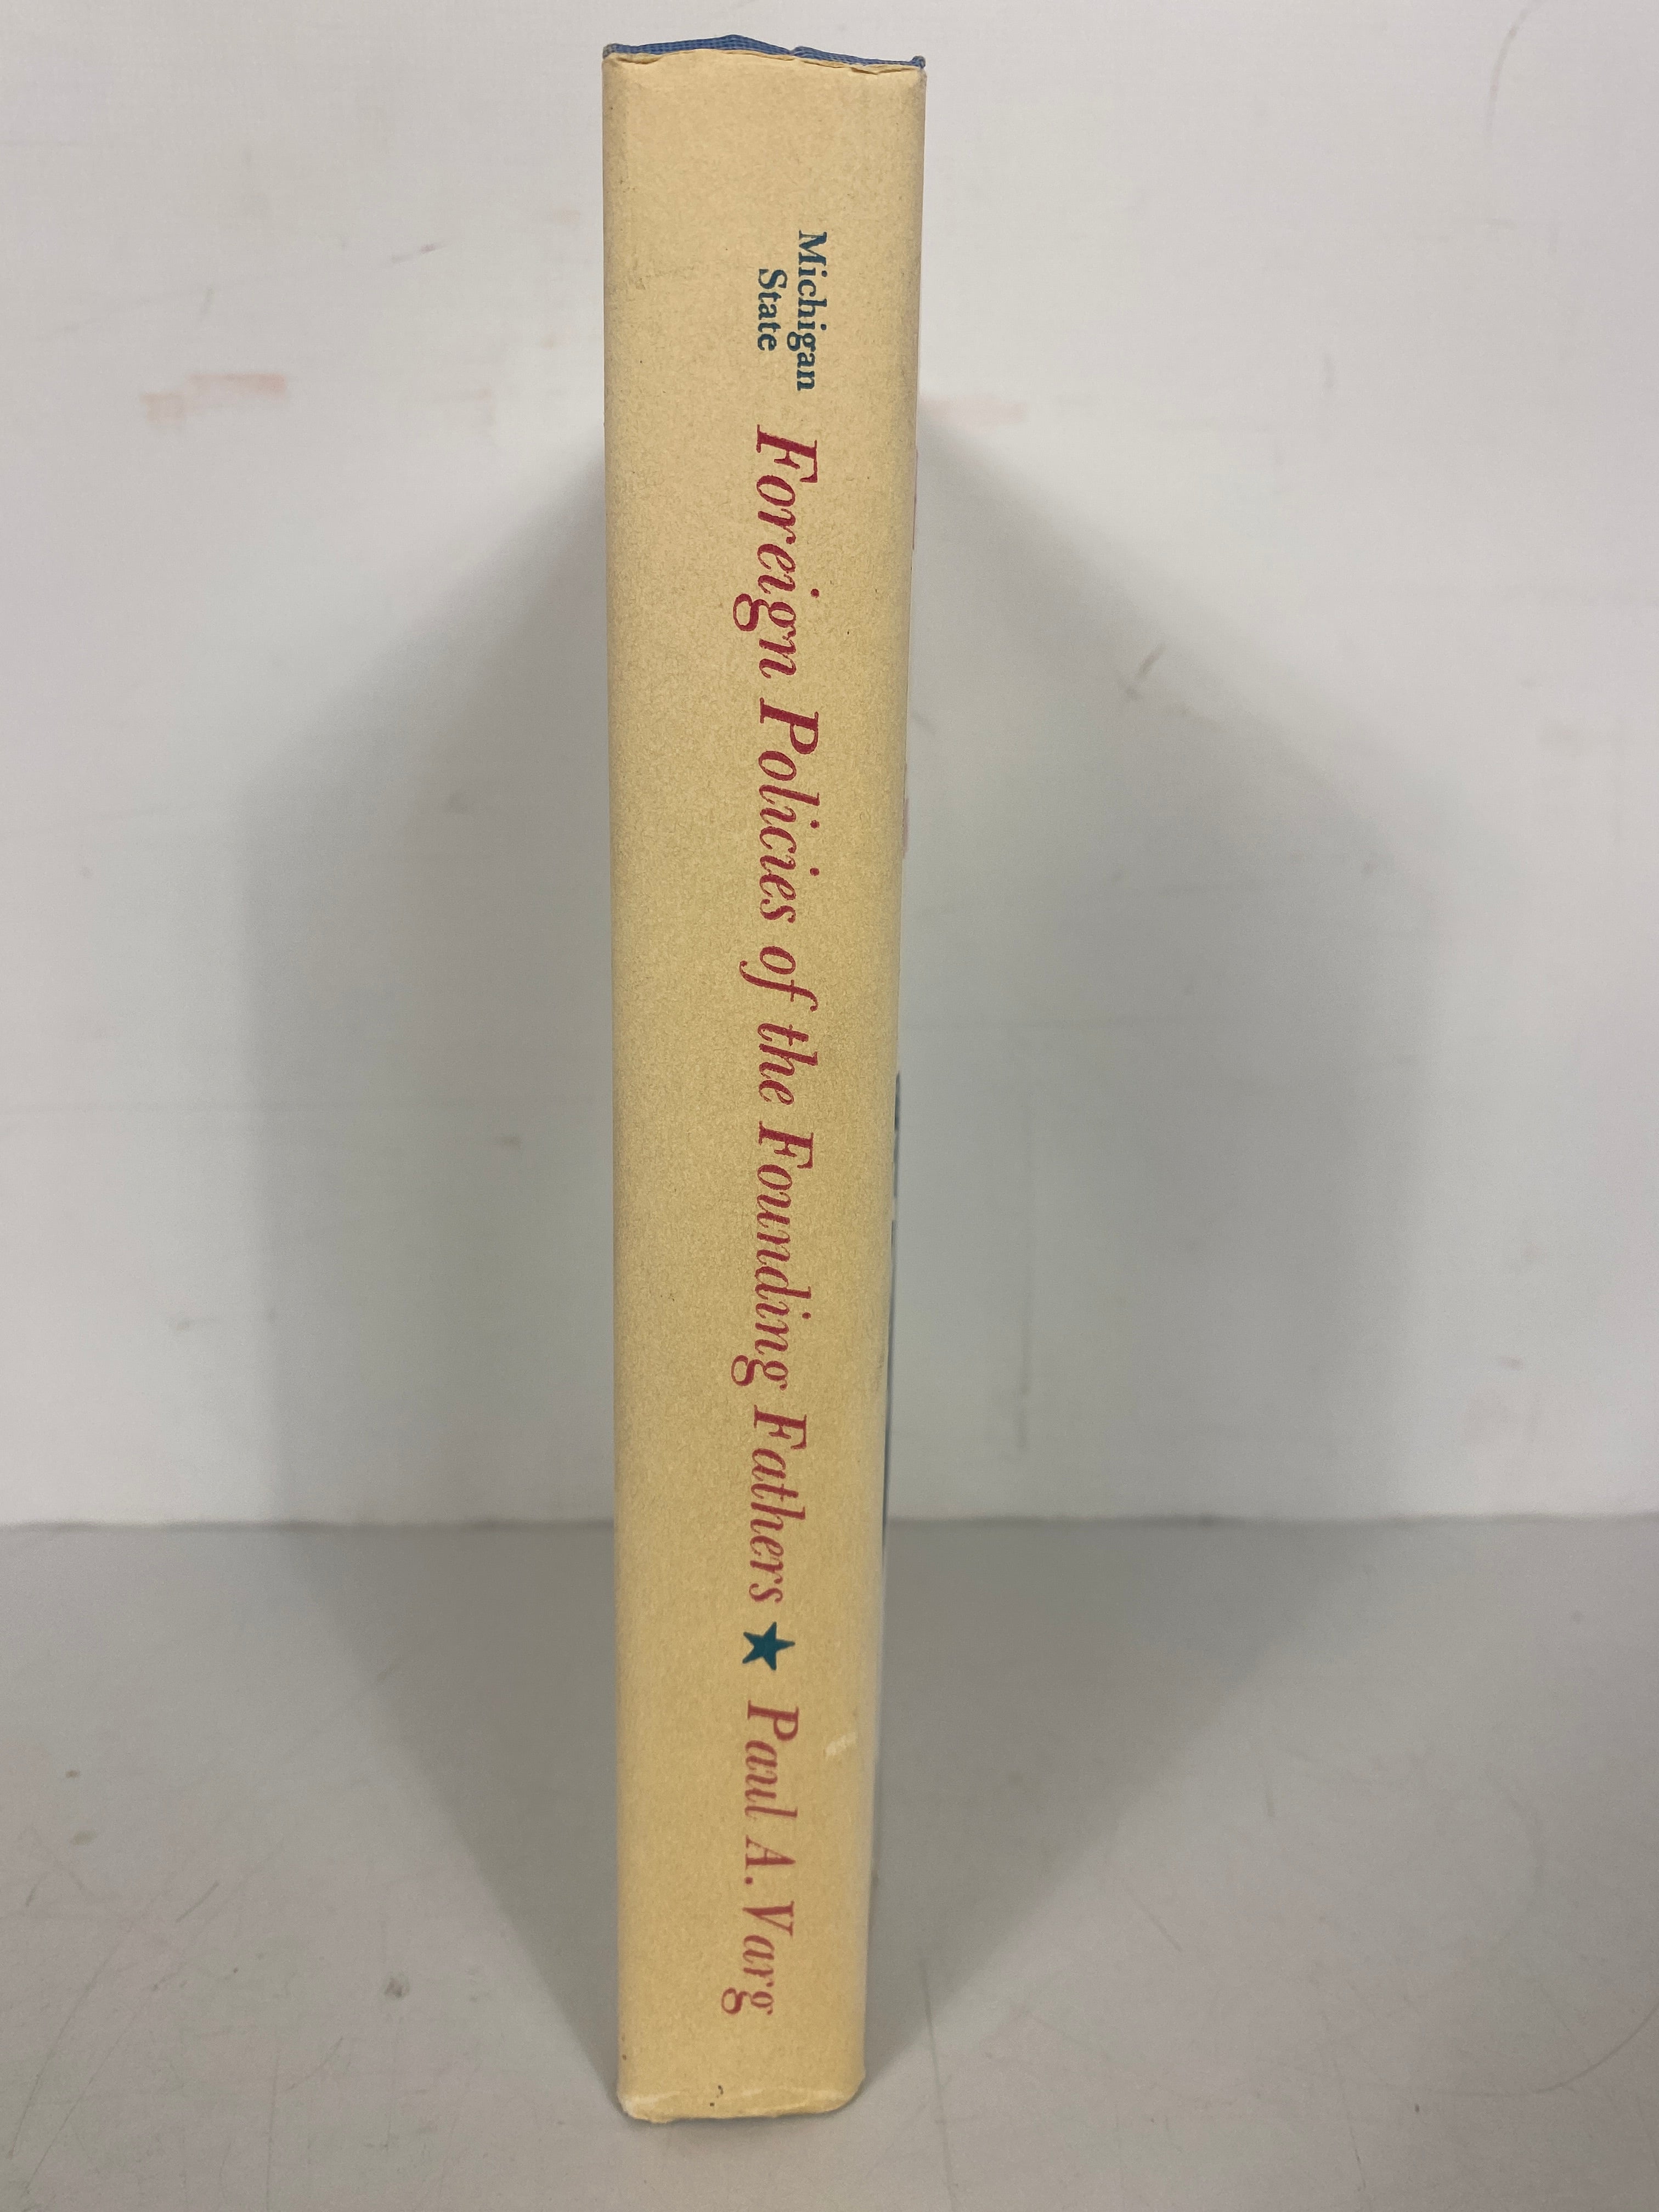 Michigan
State
Foreign Policies of the Founding Fathers ★ Paul A. Varg